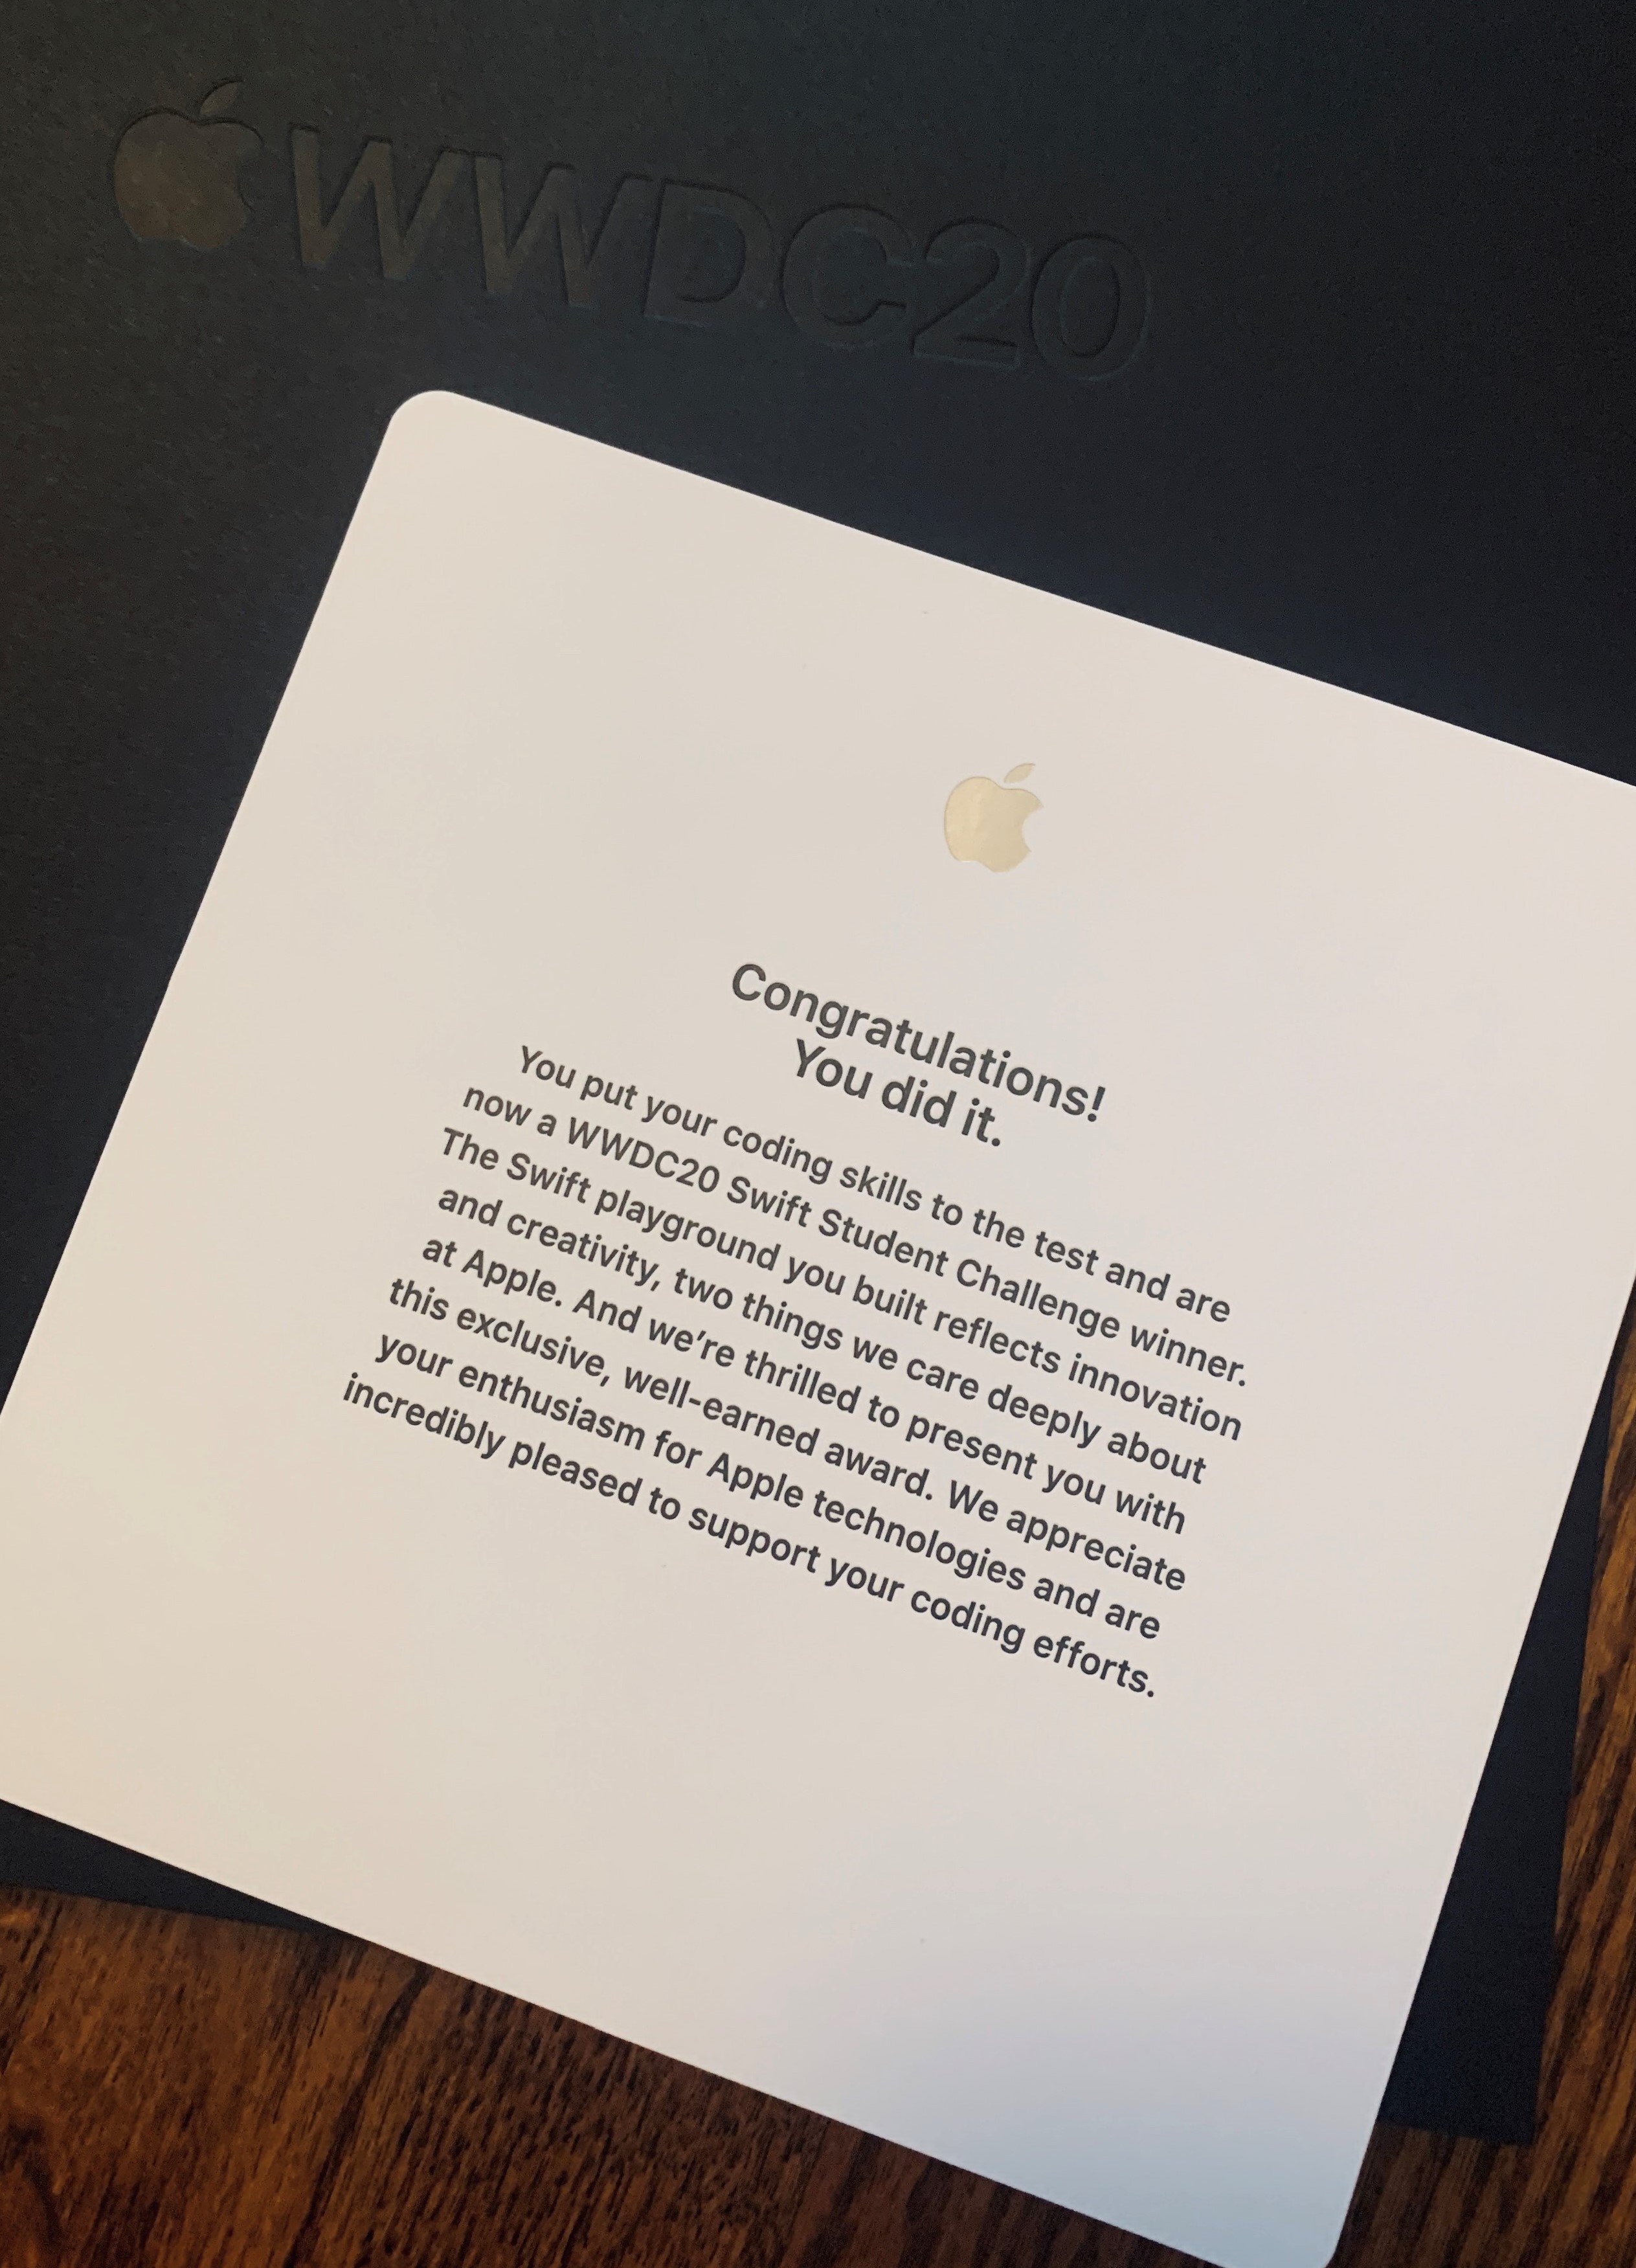 WWDC20
Congratulations!
You did it.
You put your coding skills to the test and are
now a WWDC20 Swift Student Challenge winner.
The Swift playground you built reflects innovation
and creativity, two things we care deeply about
at Apple. And we’re thrilled to present you with
this exclusive, well-earned award. We appreciate
your enthusiasm for Apple technologies and are
incredibly pleased to support your coding efforts.